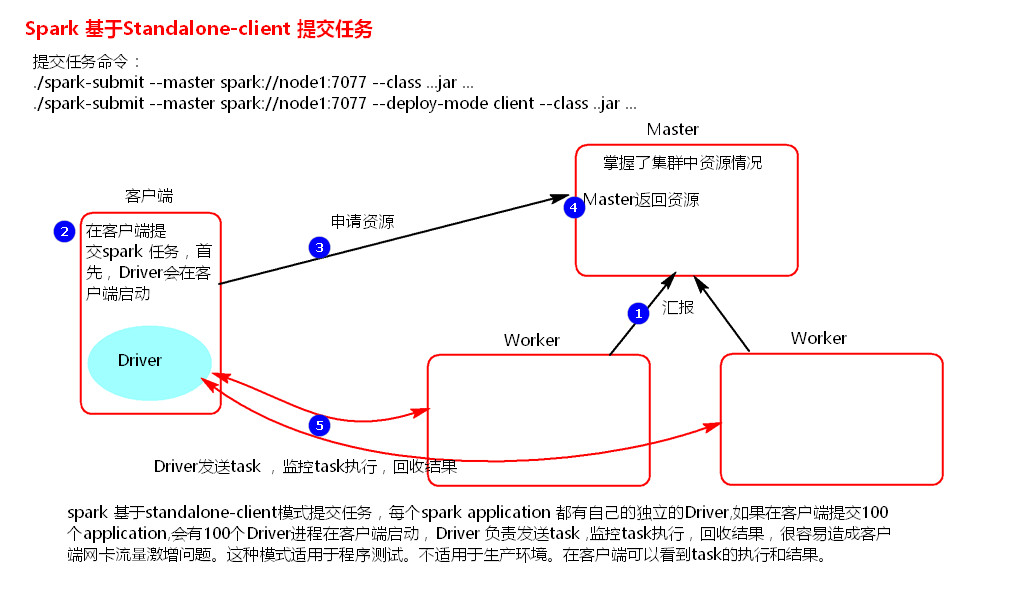 Spark 基于Standalone-client 提交任务
提交任务命令：
./spark-submit --master spark://node1:7077 --class ...jar ...
./spark-submit --master spark://node1:7077 --deploy-mode client --class ..jar ...
Master
掌握了集群中资源情况
客户端
4
Master返回资源
2
在客户端提
交spark 任务，首
先，Driver会在客
户端启动
申请资源
3
1
汇报
Worker
Worker
Driver
5
Driver发送task ，监控task执行，回收结果
spark 基于standalone-client模式提交任务，每个spark application 都有自己的独立的Driver,如果在客户端提交100
个application,会有100个Driver进程在客户端启动，Driver 负责发送task ,监控task执行，回收结果，很容易造成客户
端网卡流量激增问题。这种模式适用于程序测试。不适用于生产环境。在客户端可以看到task的执行和结果。